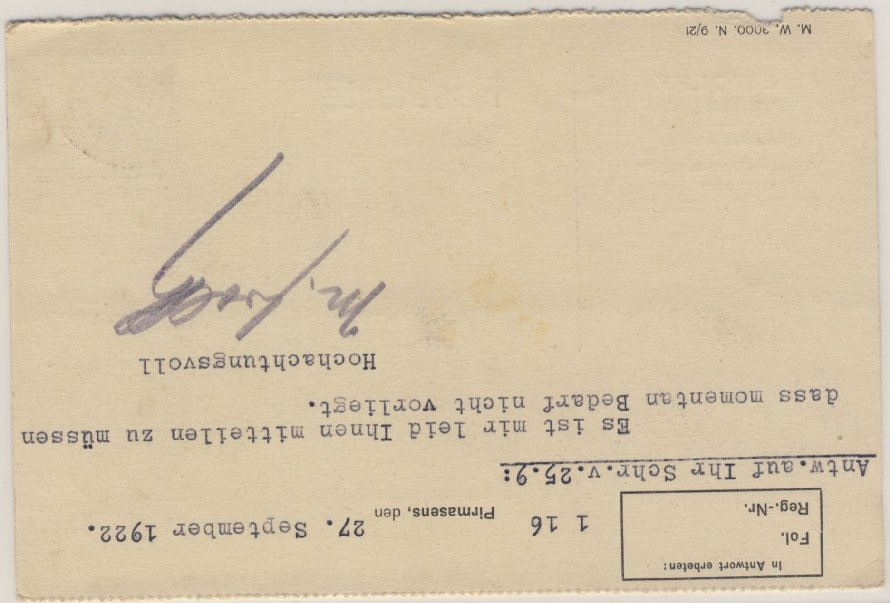 In Antwort erbeten:
Fol.
Reg.-Nr.
1 16 Pirmasens, den 27. September 1922.
Antw.auf Ihr Schr.v.25.9:
Es ist mir leid Ihnen mitteilen zu müssen
dass momentan Bedarf nicht vorliegt.
Hochachtungsvoll
M. W. 3000. N. 9/21